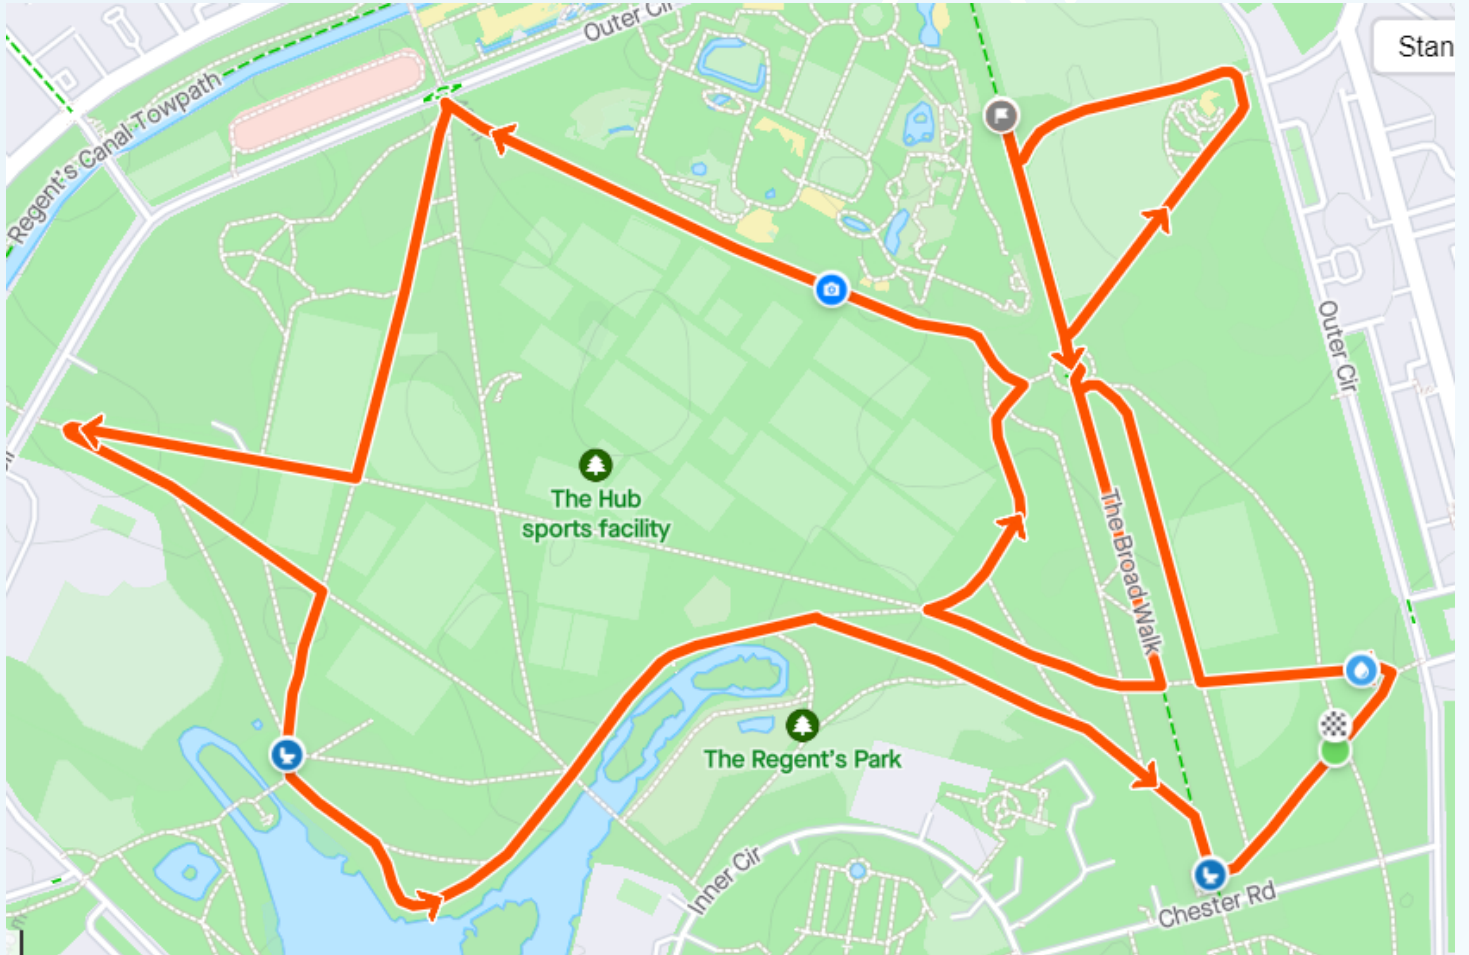 Outer Cir
Stan
Regent's Canal Towpath
Outer Cir
The Hub
sports facility
The Broad Walk
The Regent's Park
Inner Cir
Chester Rd